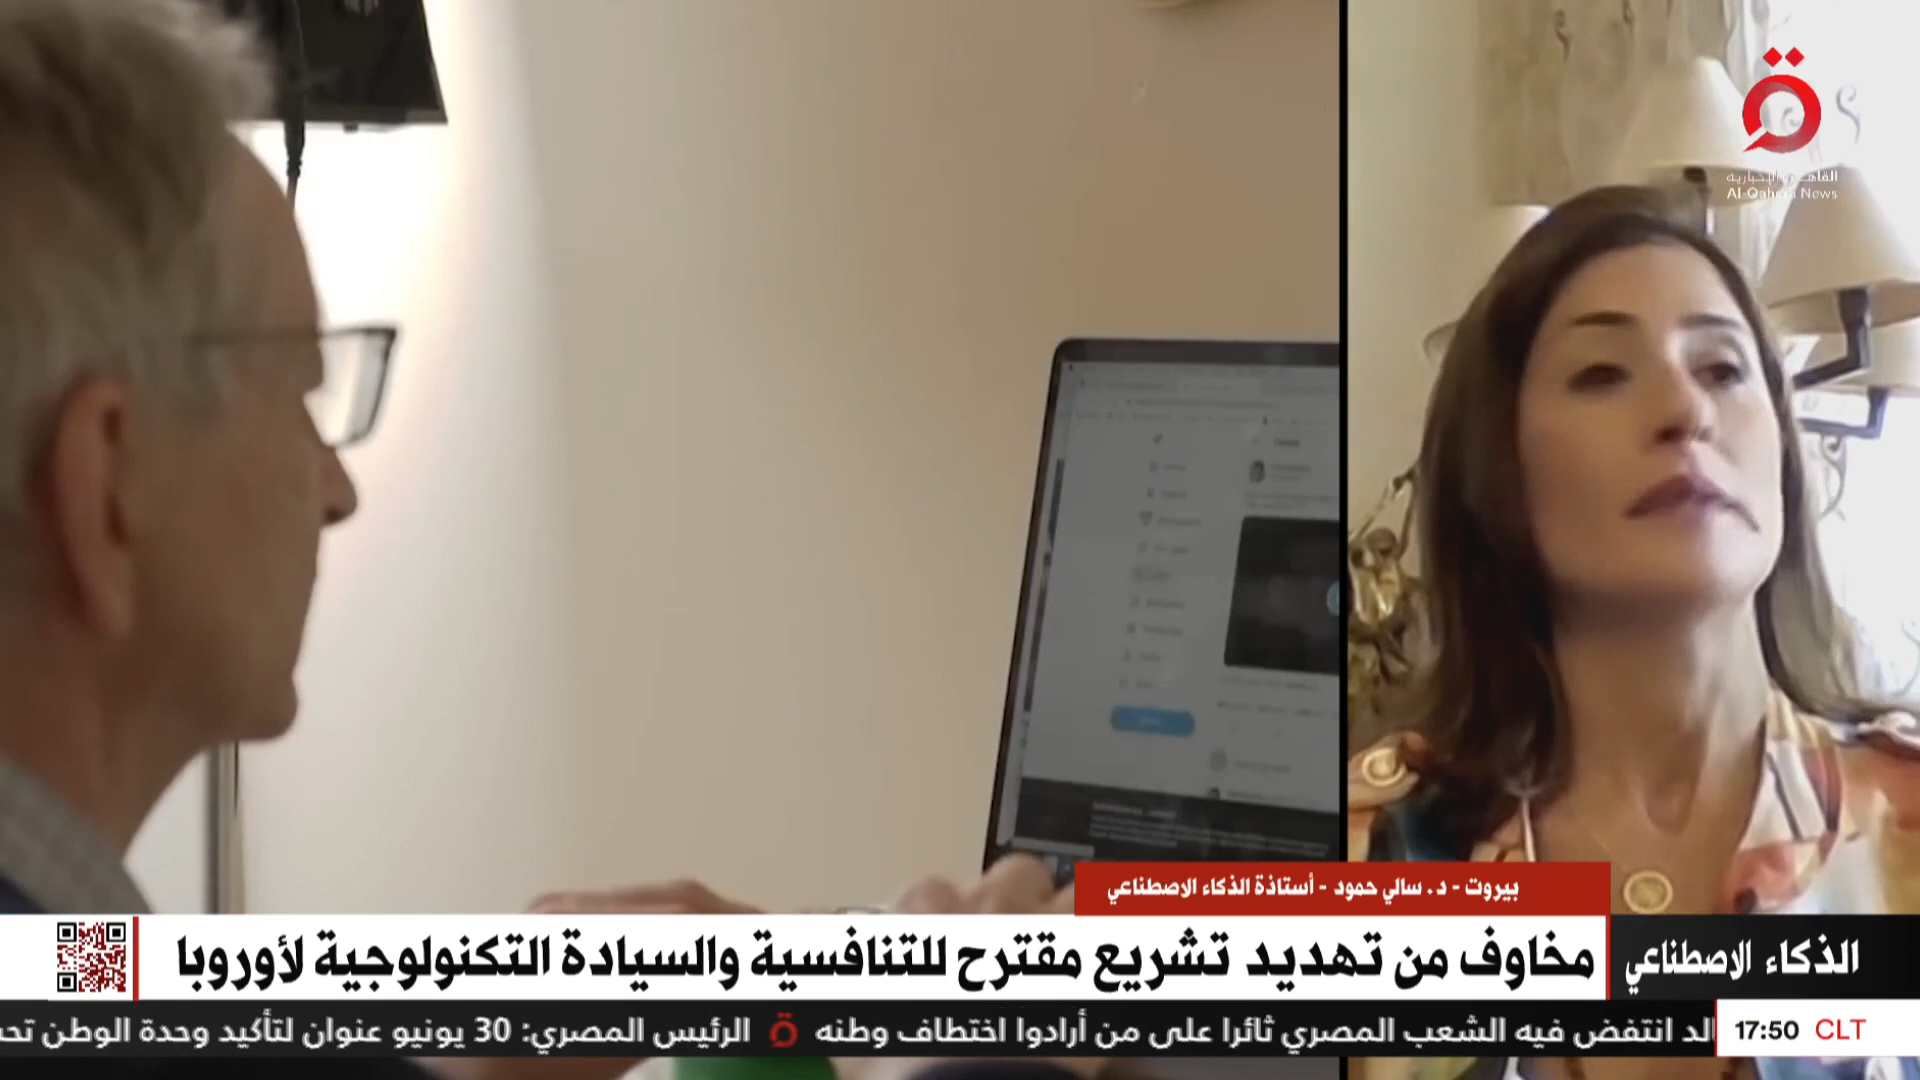 القاهرة الإخبارية
Al-Qahera News
بيروت - د. سالي حمود - أستاذة الذكاء الاصطناعي
الذكاء الاصطناعي
مخاوف من تهديد تشريع مقترح للتنافسية والسيادة التكنولوجية لأوروبا
17:50 CLT
انتفض فيه الشعب المصري ثائرا على من أرادوا اختطاف وطنه
الرئيس المصري: 30 يونيو عنوان لتأكيد وحدة الوطن